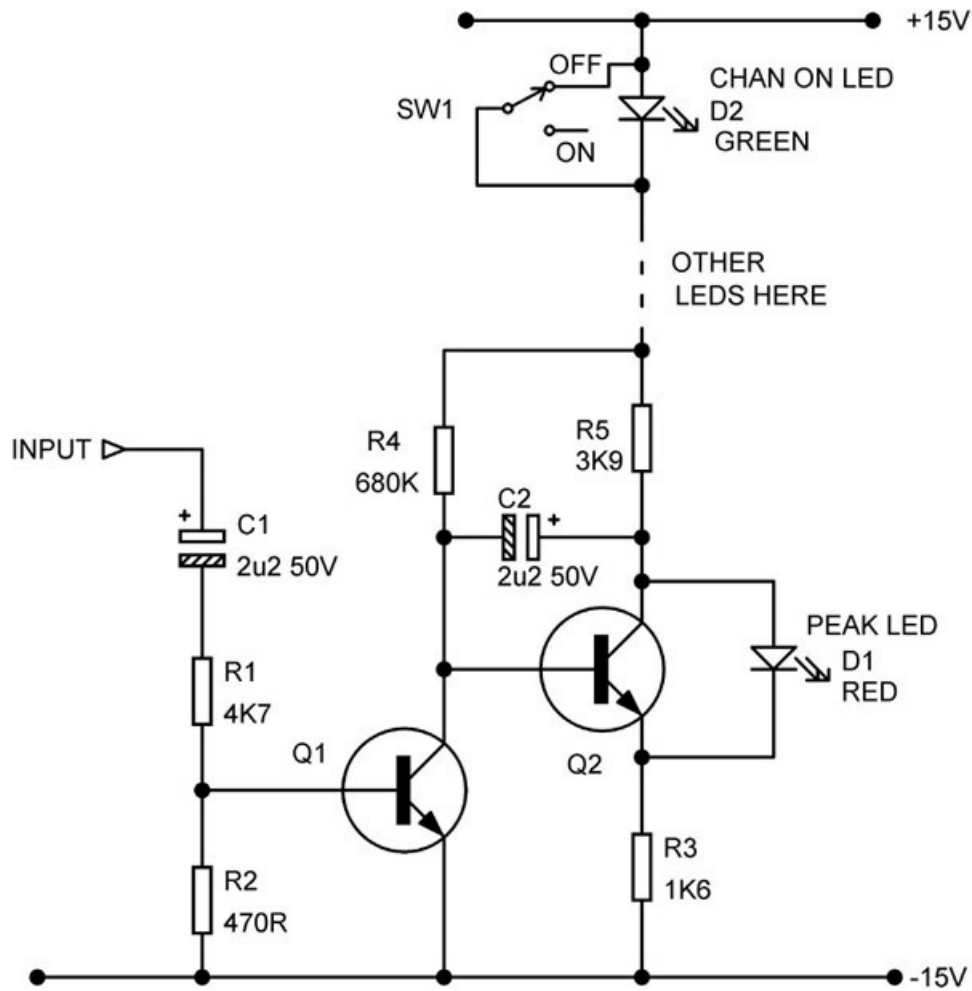 +15V
OFF
SW1
ON
CHAN ON LED
D2
GREEN
OTHER
LEDS HERE
INPUT
+
C1
2u2 50V
R4
680K
R5
3K9
C2
+
2u2 50V
PEAK LED
D1
RED
R1
4K7
Q1
Q2
R2
470R
R3
1K6
-15V